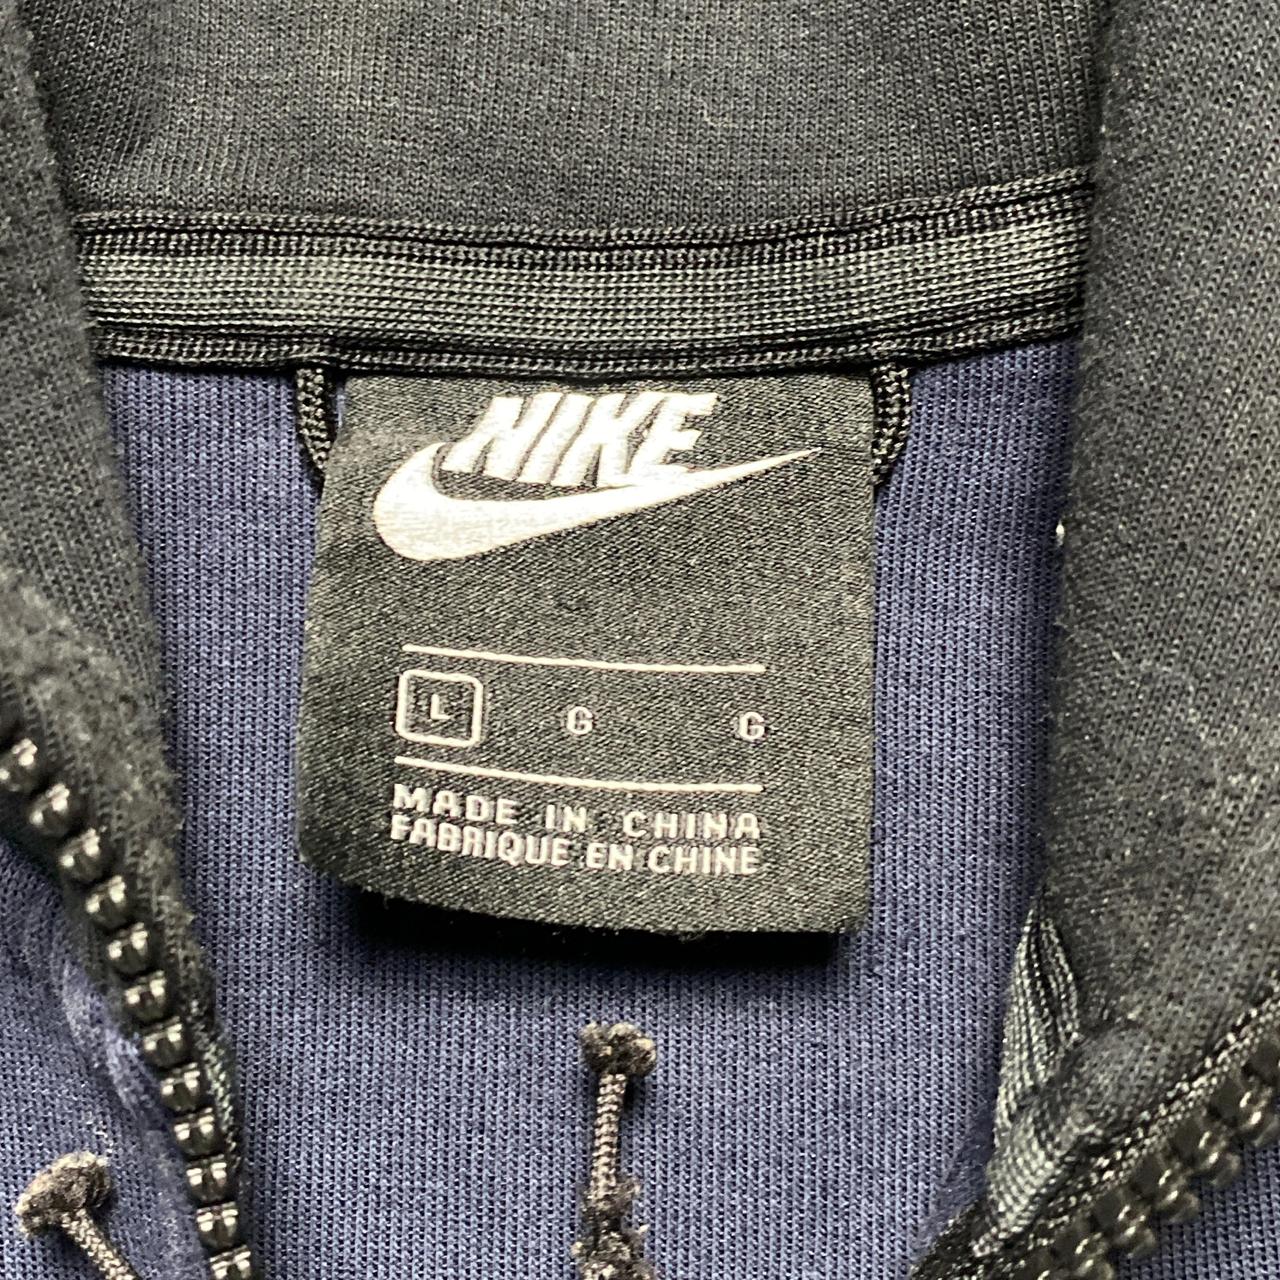 NIKE
L G G
MADE IN CHINA
FABRIQUE EN CHINE